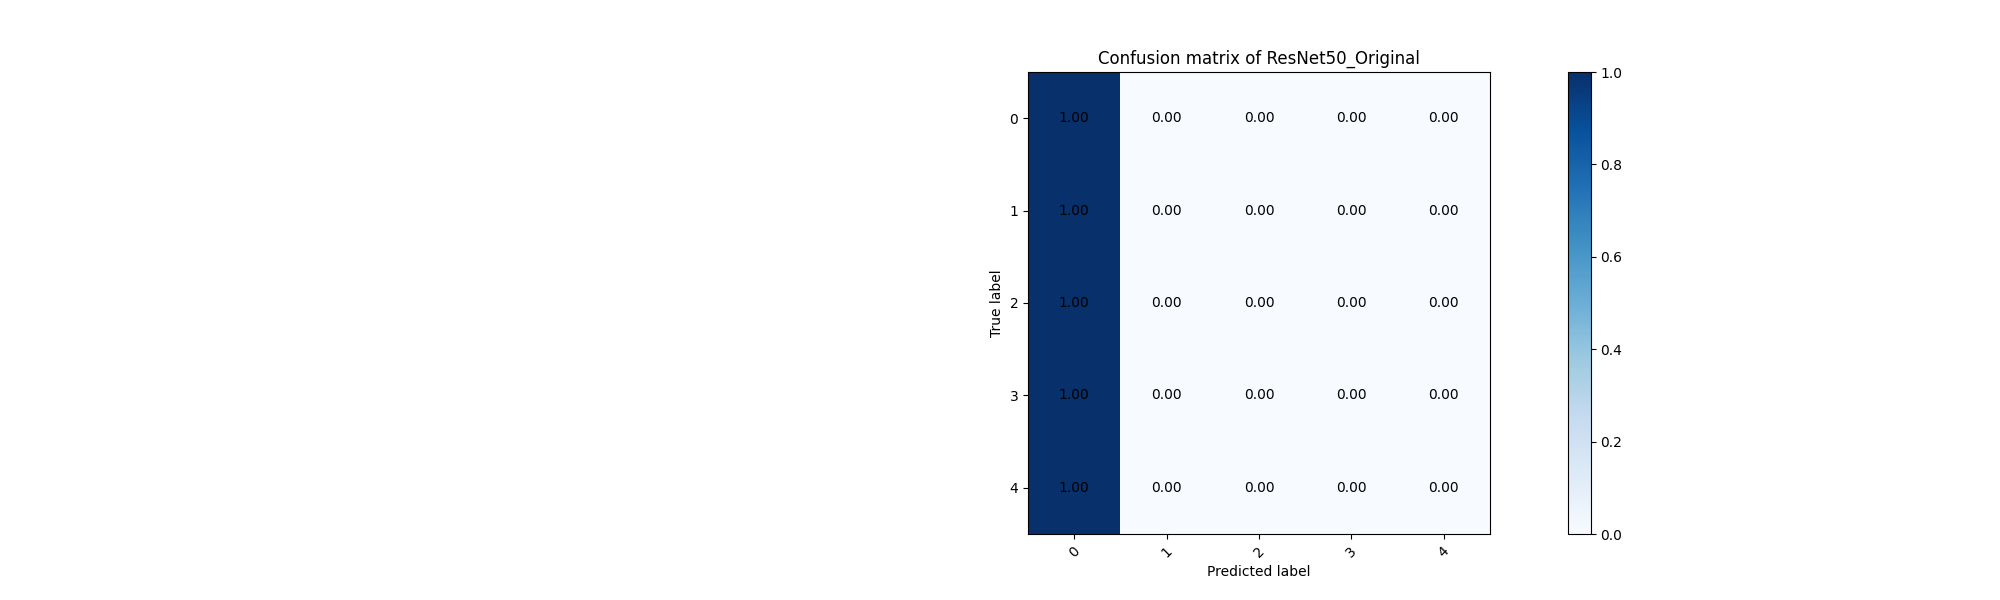 Confusion matrix of ResNet50_Original
0 1.00 0.00 0.00 0.00 0.00
1 1.00 0.00 0.00 0.00 0.00
2 1.00 0.00 0.00 0.00 0.00
3 1.00 0.00 0.00 0.00 0.00
4 1.00 0.00 0.00 0.00 0.00
True label
0 1 2 3 4
Predicted label
1.0
0.8
0.6
0.4
0.2
0.0